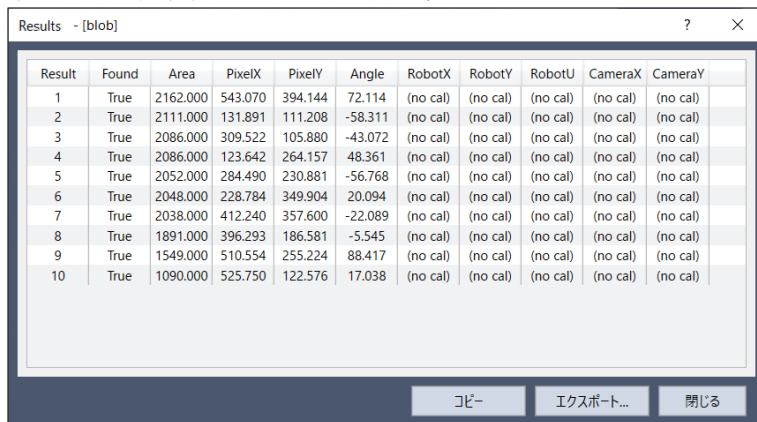 Results - [blob] ? ×
Result Found Area PixelX PixelY Angle RobotX RobotY RobotU CameraX CameraY
1 True 2162.000 543.070 394.144 72.114 (no cal) (no cal) (no cal) (no cal) (no cal)
2 True 2111.000 131.891 111.208 -58.311 (no cal) (no cal) (no cal) (no cal) (no cal)
3 True 2086.000 309.522 105.880 -43.072 (no cal) (no cal) (no cal) (no cal) (no cal)
4 True 2086.000 123.642 264.157 48.361 (no cal) (no cal) (no cal) (no cal) (no cal)
5 True 2052.000 284.490 230.881 -56.768 (no cal) (no cal) (no cal) (no cal) (no cal)
6 True 2048.000 228.784 349.904 20.094 (no cal) (no cal) (no cal) (no cal) (no cal)
7 True 2038.000 412.240 357.600 -22.089 (no cal) (no cal) (no cal) (no cal) (no cal)
8 True 1891.000 396.293 186.581 -5.545 (no cal) (no cal) (no cal) (no cal) (no cal)
9 True 1549.000 510.554 255.224 88.417 (no cal) (no cal) (no cal) (no cal) (no cal)
10 True 1090.000 525.750 122.576 17.038 (no cal) (no cal) (no cal) (no cal) (no cal)
コピー エクスポート... 閉じる